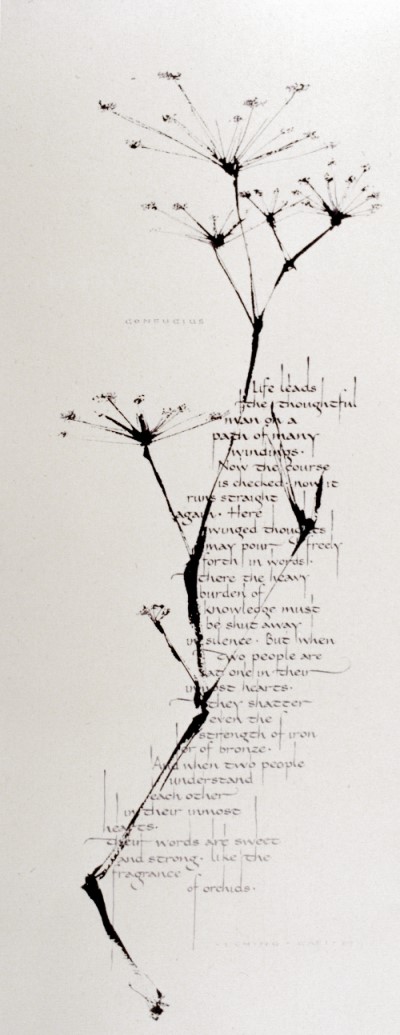 CONFUCIUS
Life leads
the thoughtful
man on a
path of many
windings.
Now the course
is checked, now it
runs straight
again. Here
winged thoughts
may pour freely
forth in words.
there the heavy
burden of
knowledge must
be shut away
in silence. But when
two people are
at one in their
inmost hearts.
they shatter
even the
strength of iron
or of bronze.
And when two people
understand
each other
in their inmost
hearts.
their words are sweet
and strong. like the
fragrance
of orchids.